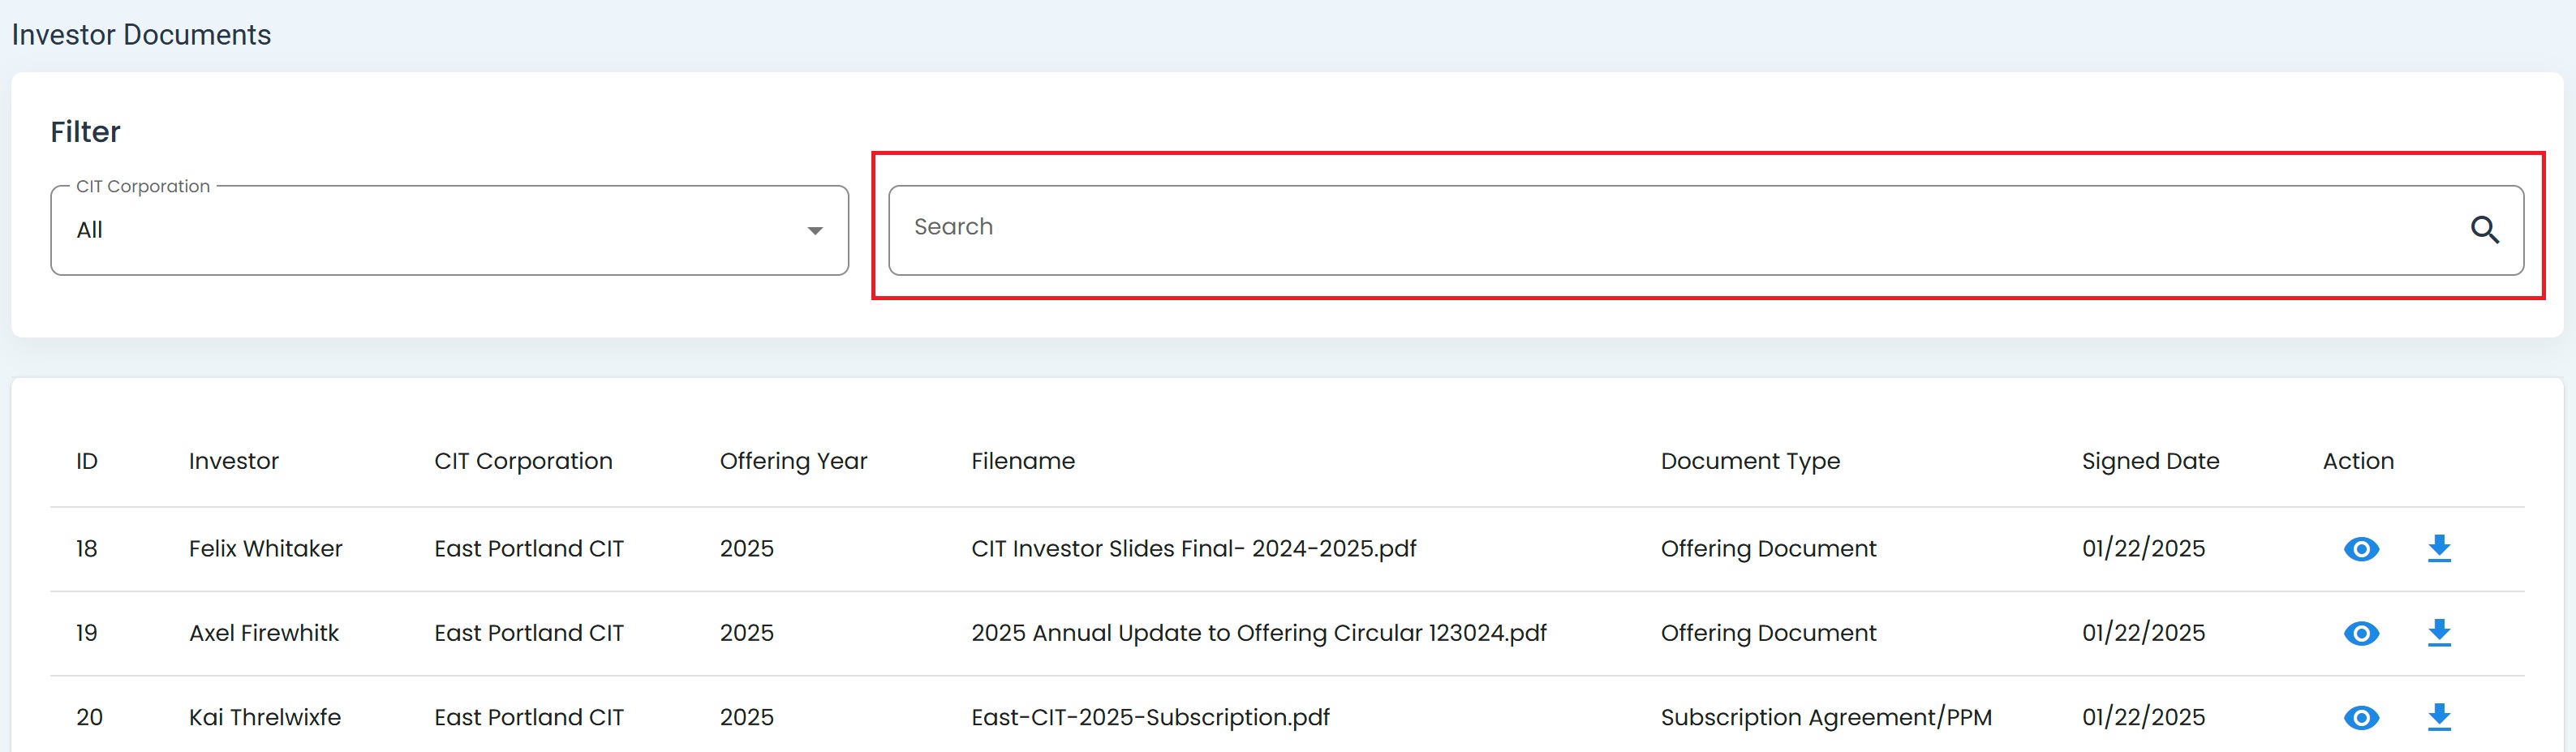 Investor Documents
Filter
CIT Corporation
All
Search
ID Investor CIT Corporation Offering Year Filename Document Type Signed Date Action
18 Felix Whitaker East Portland CIT 2025 CIT Investor Slides Final- 2024-2025.pdf Offering Document 01/22/2025
19 Axel Firewhitk East Portland CIT 2025 2025 Annual Update to Offering Circular 123024.pdf Offering Document 01/22/2025
20 Kai Threlwixfe East Portland CIT 2025 East-CIT-2025-Subscription.pdf Subscription Agreement/PPM 01/22/2025